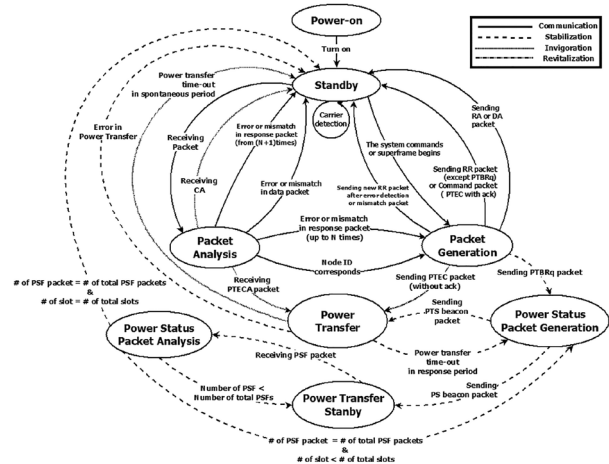 Power-on
Communication
Stabilization
Invigoration
Revitalization
Turn on
Standby
Carrier
detection
Power transfer
time-out
in spontaneous period
Error in
Power Transfer
Receiving
Packet
Receiving
CA
Error or mismatch
in response packet
(from (N+1)times)
Error or mismatch
in data packet
The system commands
or superframe begins
Sending new RR packet
after error detection
or mismatch packet
Sending
RA or DA
packet
Sending RR packet
(except PTBRq)
or Command packet
( PTEC with ack)
Packet
Analysis
Error or mismatch
in response packet
(up to N times)
Node ID
corresponds
Packet
Generation
Receiving
PTECA packet
Sending PTEC packet
(without ack)
Sending PTBRq packet
# of PSF packet = # of total PSF packets
&
# of slot = # of total slots
Power
Transfer
Sending
PTS beacon
packet
Power Status
Packet Generation
Power Status
Packet Analysis
Receiving PSF packet
Power transfer
time-out
in response period
Number of PSF <
Number of total PSFs
Power Transfer
Stanby
Sending
PS beacon
packet
# of PSF packet = # of total PSF packets
&
# of slot < # of total slots